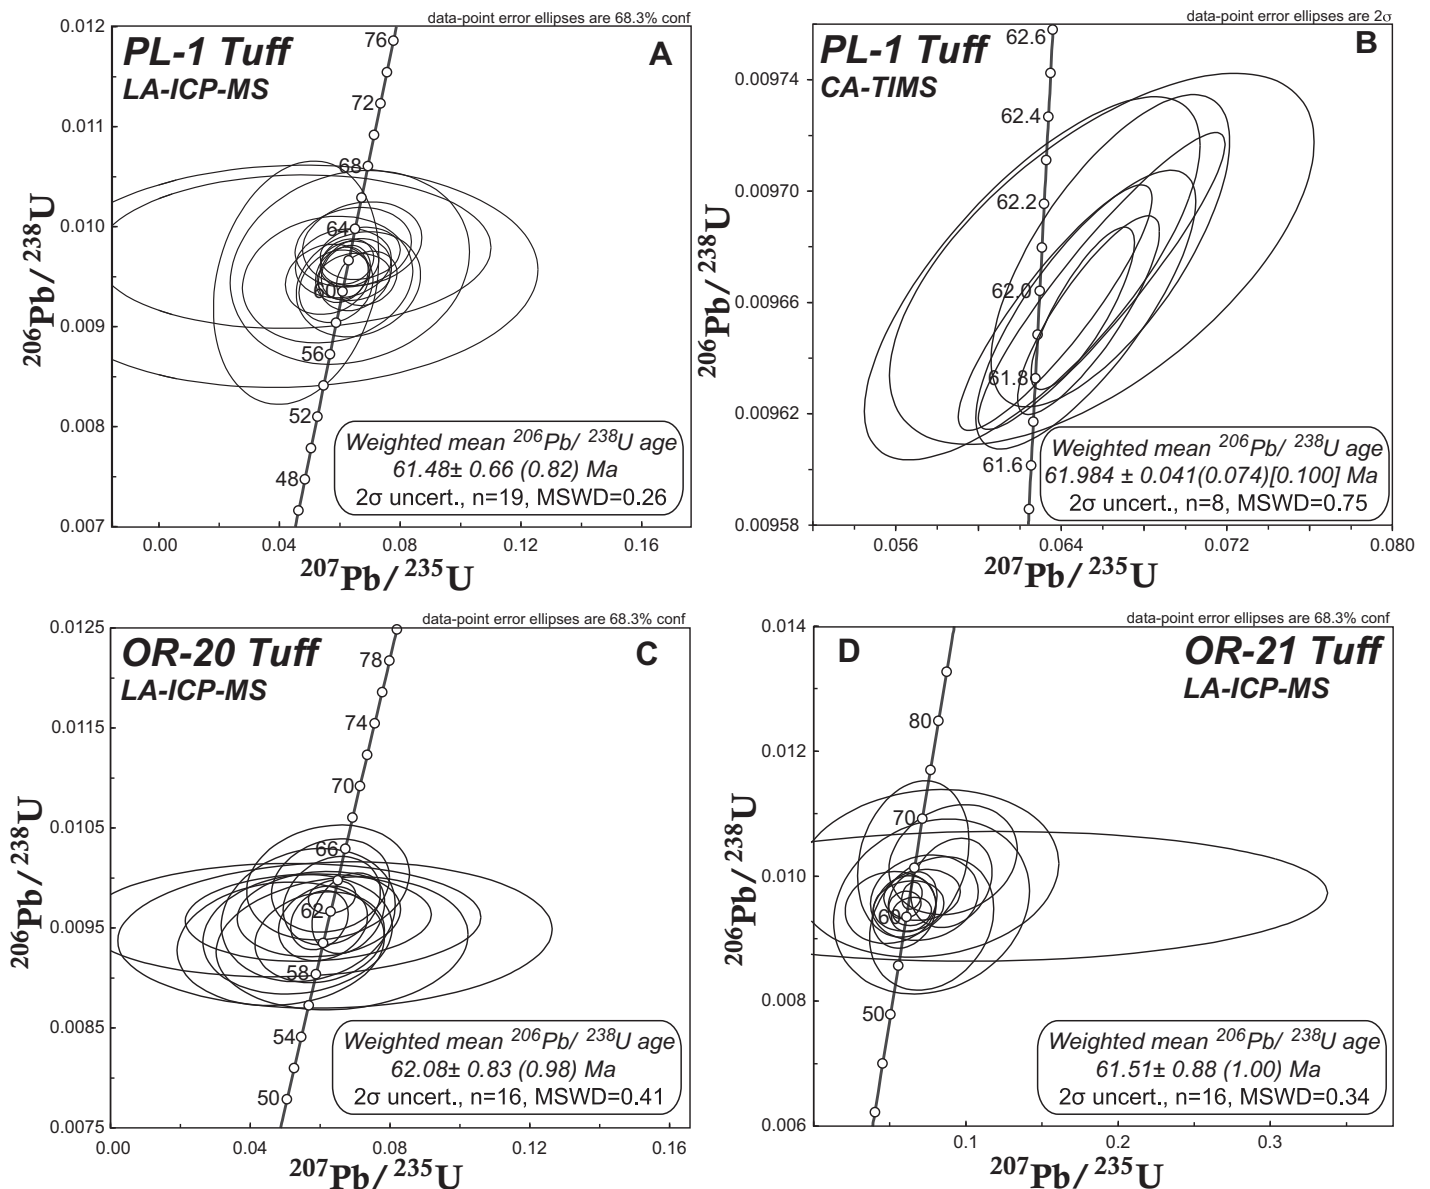 data-point error ellipses are 68.3% conf
PL-1 Tuff
LA-ICP-MS
A
0.012
0.011
0.010
0.009
0.008
0.007
76
72
68
64
60
56
52
48
Weighted mean ²⁰⁶Pb/ ²³⁸U age
61.48± 0.66 (0.82) Ma
2σ uncert., n=19, MSWD=0.26
0.00 0.04 0.08 0.12 0.16
²⁰⁷Pb/²³⁵U
²⁰⁶Pb/²³⁸U
data-point error ellipses are 2σ
PL-1 Tuff
CA-TIMS
B
0.00974
0.00970
0.00966
0.00962
0.00958
62.6
62.4
62.2
62.0
61.8
61.6
Weighted mean ²⁰⁶Pb/ ²³⁸U age
61.984 ± 0.041(0.074)[0.100] Ma
2σ uncert., n=8, MSWD=0.75
0.056 0.064 0.072 0.080
²⁰⁷Pb/²³⁵U
²⁰⁶Pb/²³⁸U
data-point error ellipses are 68.3% conf
OR-20 Tuff
LA-ICP-MS
C
0.0125
0.0115
0.0105
0.0095
0.0085
0.0075
78
74
70
66
62
58
54
50
Weighted mean ²⁰⁶Pb/ ²³⁸U age
62.08± 0.83 (0.98) Ma
2σ uncert., n=16, MSWD=0.41
0.00 0.04 0.08 0.12 0.16
²⁰⁷Pb/²³⁵U
²⁰⁶Pb/²³⁸U
data-point error ellipses are 68.3% conf
D
OR-21 Tuff
LA-ICP-MS
0.014
0.012
0.010
0.008
0.006
80
70
60
50
Weighted mean ²⁰⁶Pb/ ²³⁸U age
61.51± 0.88 (1.00) Ma
2σ uncert., n=16, MSWD=0.34
0.1 0.2 0.3
²⁰⁷Pb/²³⁵U
²⁰⁶Pb/²³⁸U